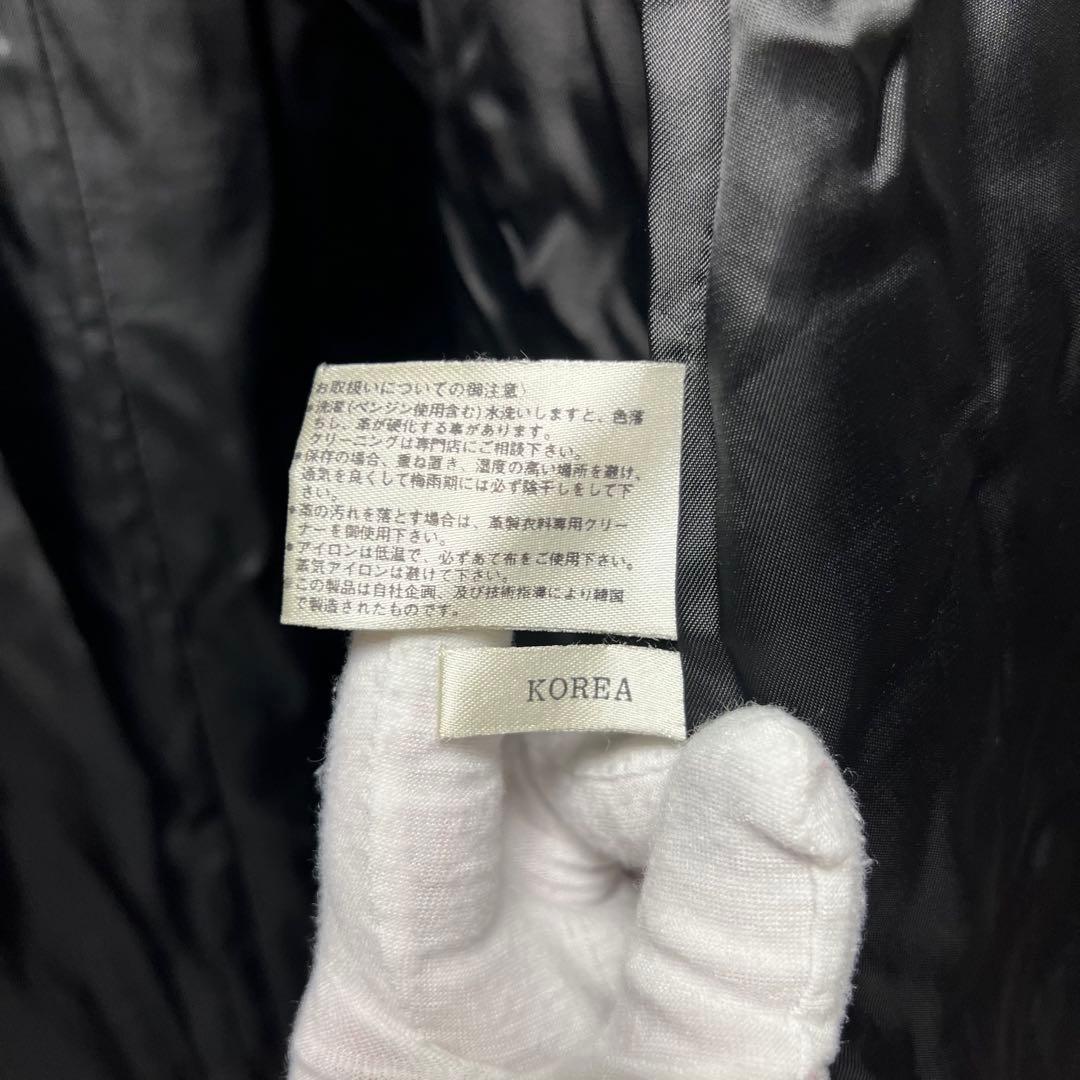 お取扱いについての御注意〉
●洗濯(ベンジン使用含む)水洗いしますと、色落
ちし、革が硬化する事があります。
クリーニングは専門店にご相談下さい。
●保存の場合、重ね置き、湿度の高い場所を避け、
通気を良くして梅雨期には必ず陰干しをして下
さい。
●革の汚れを落とす場合は、革製衣料専用クリー
ナーを御使用下さい。
●アイロンは低温で、必ずあて布をご使用下さい。
蒸気アイロンは避けて下さい。
●この製品は自社企画、及び技術指導により韓国
で製造されたものです。
KOREA